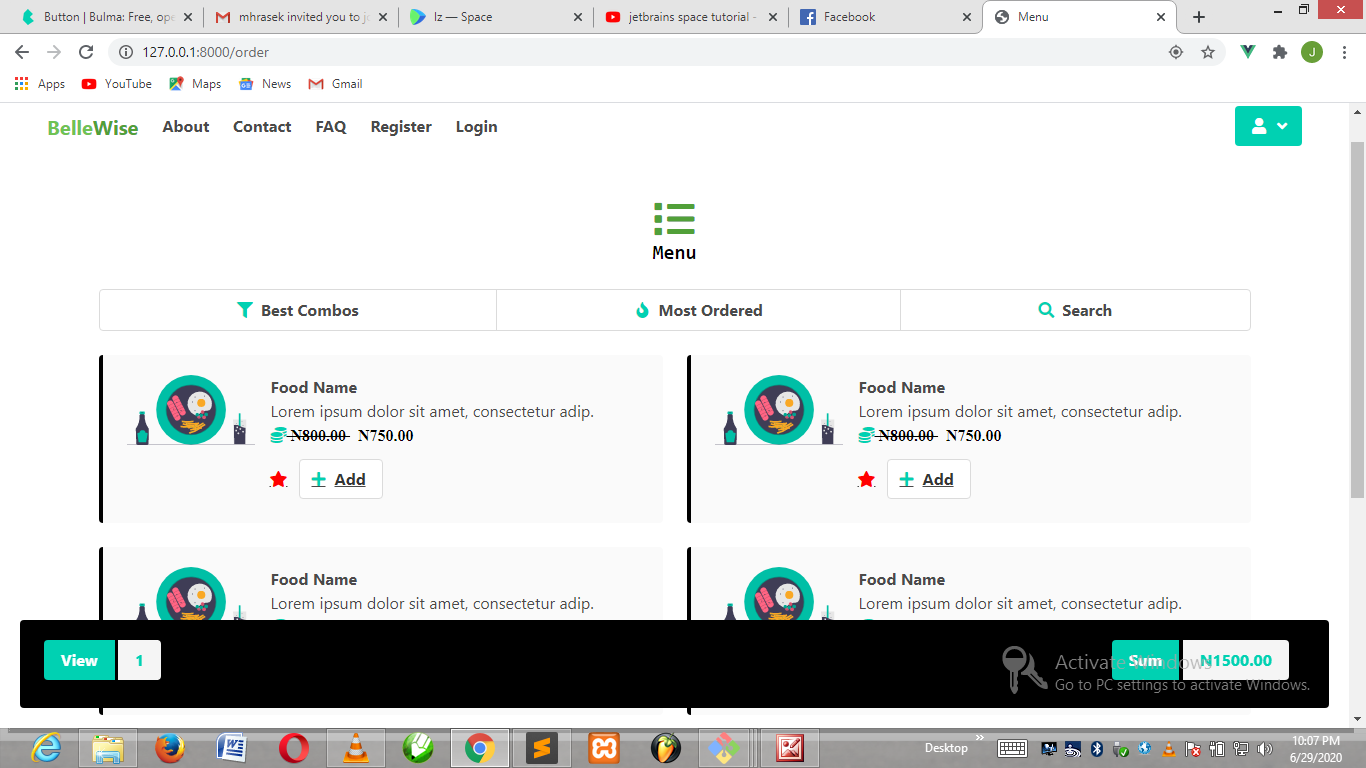 Button | Bulma: Free, ope
mhrasek invited you to jo
Iz — Space
jetbrains space tutorial -
Facebook
Menu
127.0.0.1:8000/order
J
Apps
YouTube
Maps
News
Gmail
BelleWise
About
Contact
FAQ
Register
Login
Menu
Best Combos
Most Ordered
Search
Food Name
Lorem ipsum dolor sit amet, consectetur adip.
N800.00 N750.00
Add
Food Name
Lorem ipsum dolor sit amet, consectetur adip.
N800.00 N750.00
Add
Food Name
Lorem ipsum dolor sit amet, consectetur adip.
Food Name
Lorem ipsum dolor sit amet, consectetur adip.
View 1
Sum N1500.00
Activate Windows
Go to PC settings to activate Windows.
Desktop
10:07 PM
6/29/2020